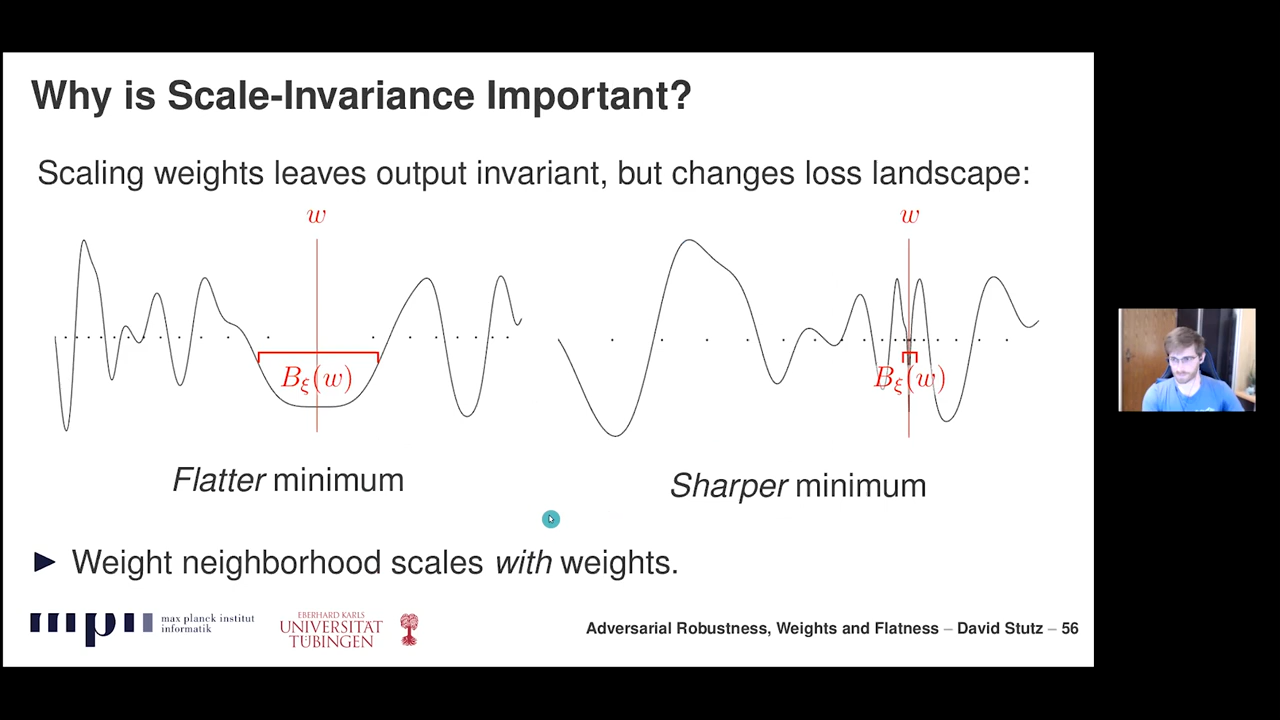 Why is Scale-Invariance Important?
Scaling weights leaves output invariant, but changes loss landscape:
w
w
B_ξ(w)
B_ξ(w)
Flatter minimum
Sharper minimum
► Weight neighborhood scales with weights.
max planck institut
informatik
EBERHARD KARLS
UNIVERSITÄT
TÜBINGEN
Adversarial Robustness, Weights and Flatness – David Stutz – 56